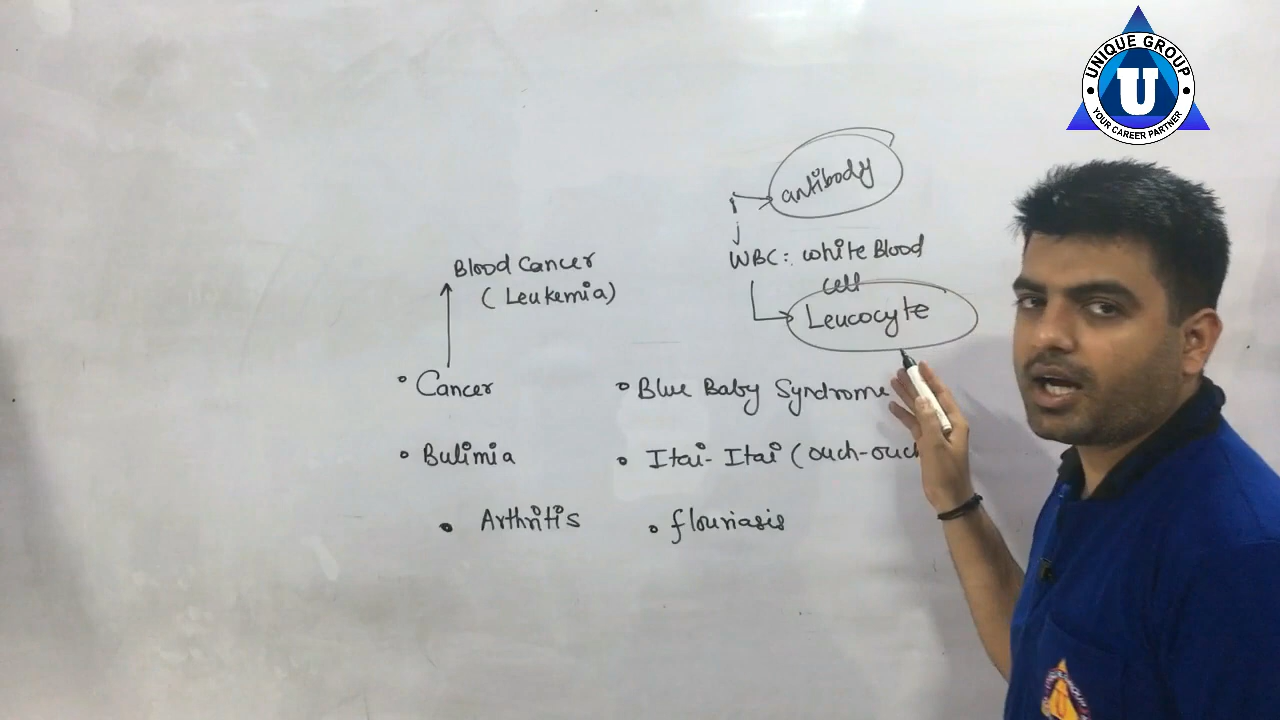 UNIQUE GROUP
U
YOUR CAREER PARTNER
antibody
WBC: white Blood
cell
Leucocyte
Blood Cancer
(Leukemia)
• Cancer
• Bulimia
• Arthritis
• Blue Baby Syndrome
• Itai-Itai (ouch-ouch
• flouriasis